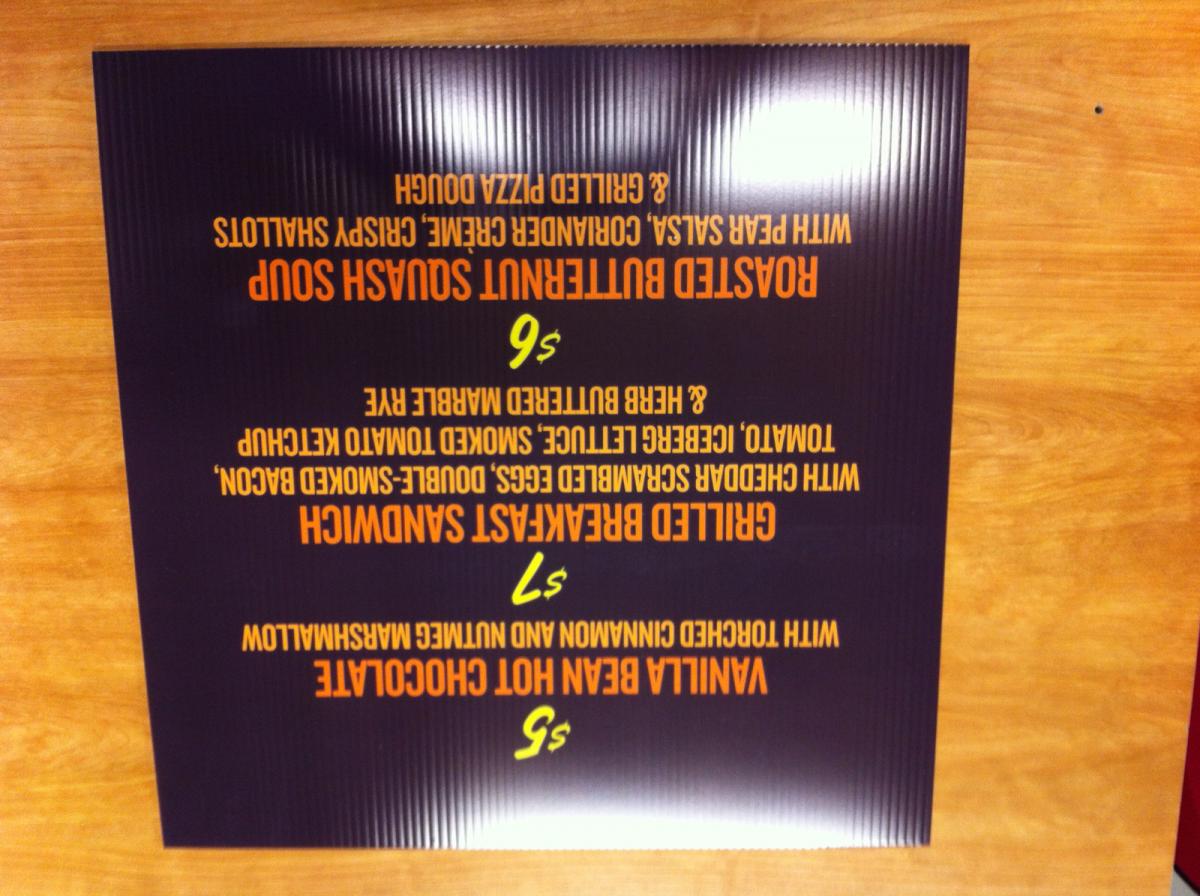 $5
VANILLA BEAN HOT CHOCOLATE
WITH TORCHED CINNAMON AND NUTMEG MARSHMALLOW
$7
GRILLED BREAKFAST SANDWICH
WITH CHEDDAR SCRAMBLED EGGS, DOUBLE-SMOKED BACON,
TOMATO, ICEBERG LETTUCE, SMOKED TOMATO KETCHUP
& HERB BUTTERED MARBLE RYE
$6
ROASTED BUTTERNUT SQUASH SOUP
WITH PEAR SALSA, CORIANDER CRÈME, CRISPY SHALLOTS
& GRILLED PIZZA DOUGH